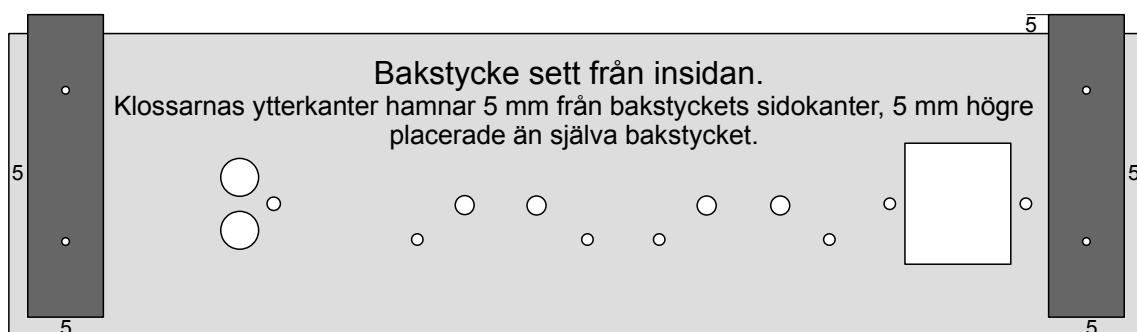 5
Bakstycke sett från insidan.
Klossarnas ytterkanter hamnar 5 mm från bakstyckets sidokanter, 5 mm högre
placerade än själva bakstycket.
5
5
5
5